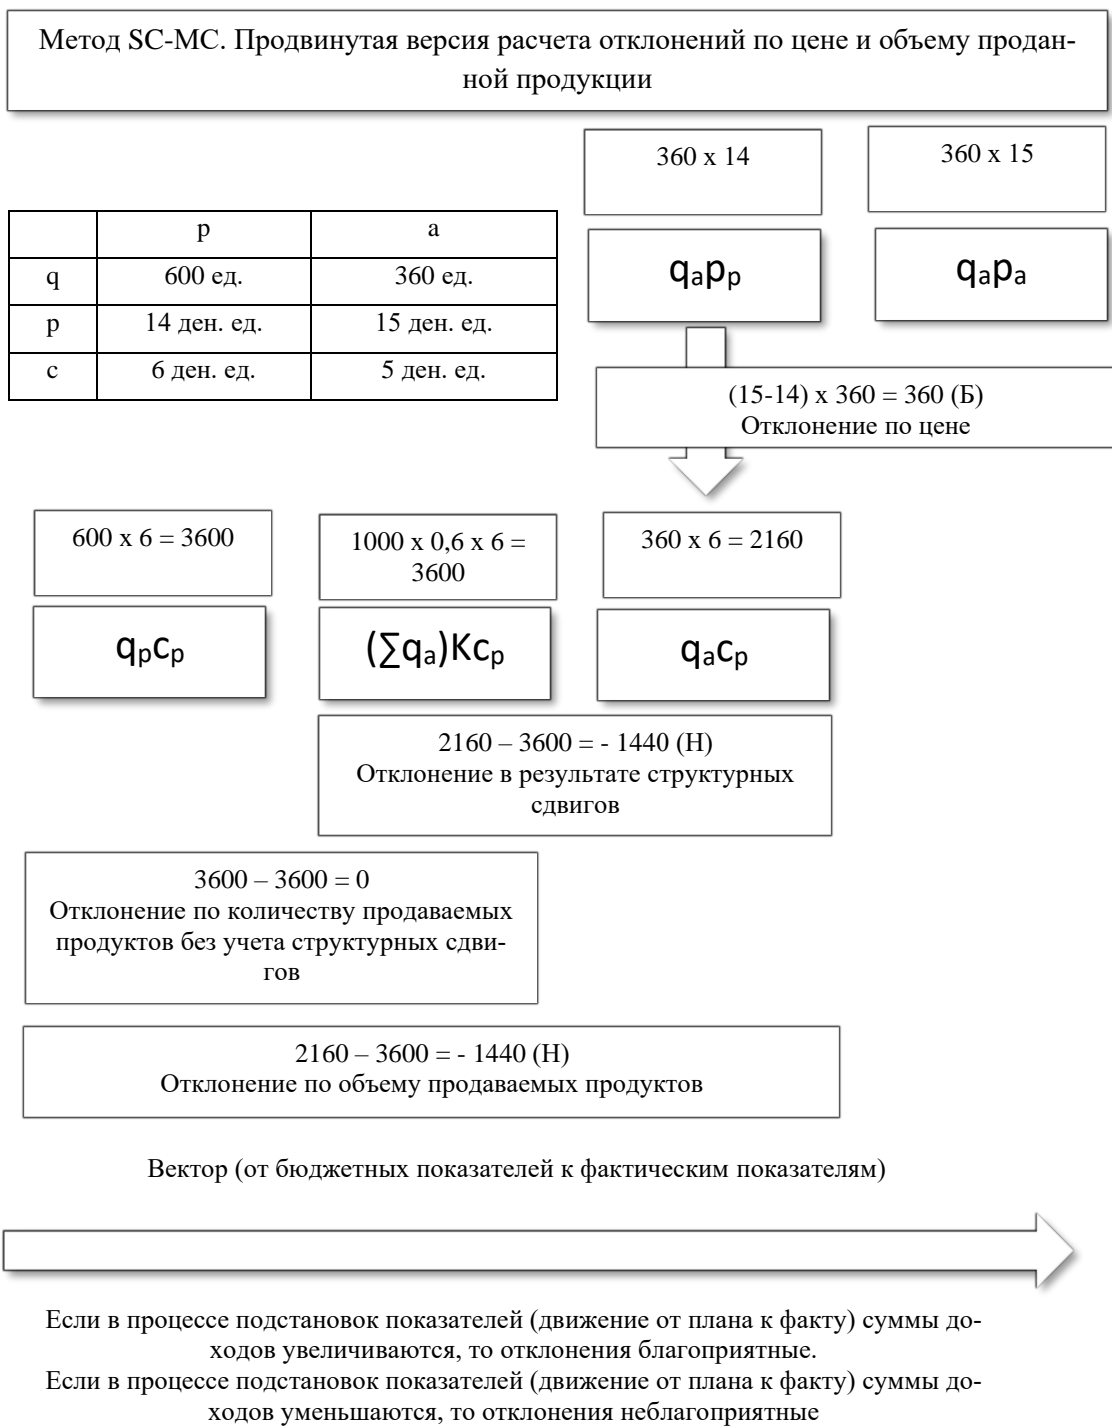 Метод SC-MC. Продвинутая версия расчета отклонений по цене и объему продан-
ной продукции
360 х 14
360 х 15
p a
q 600 ед. 360 ед.
p 14 ден. ед. 15 ден. ед.
c 6 ден. ед. 5 ден. ед.
qₐpₚ
qₐpₐ
(15-14) х 360 = 360 (Б)
Отклонение по цене
600 х 6 = 3600
1000 х 0,6 х 6 =
3600
360 х 6 = 2160
qₚcₚ
(∑qₐ)Kcₚ
qₐcₚ
2160 – 3600 = - 1440 (Н)
Отклонение в результате структурных
сдвигов
3600 – 3600 = 0
Отклонение по количеству продаваемых
продуктов без учета структурных сдви-
гов
2160 – 3600 = - 1440 (Н)
Отклонение по объему продаваемых продуктов
Вектор (от бюджетных показателей к фактическим показателям)
Если в процессе подстановок показателей (движение от плана к факту) суммы до-
ходов увеличиваются, то отклонения благоприятные.
Если в процессе подстановок показателей (движение от плана к факту) суммы до-
ходов уменьшаются, то отклонения неблагоприятные